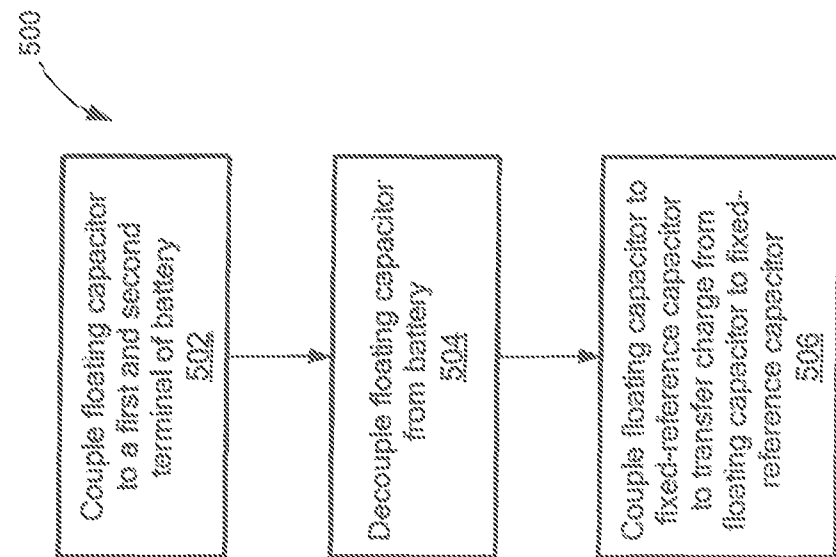 500
Couple floating capacitor
to a first and second
terminal of battery
502
Decouple floating capacitor
from battery
504
Couple floating capacitor to
fixed-reference capacitor
to transfer charge from
floating capacitor to fixed-
reference capacitor
506